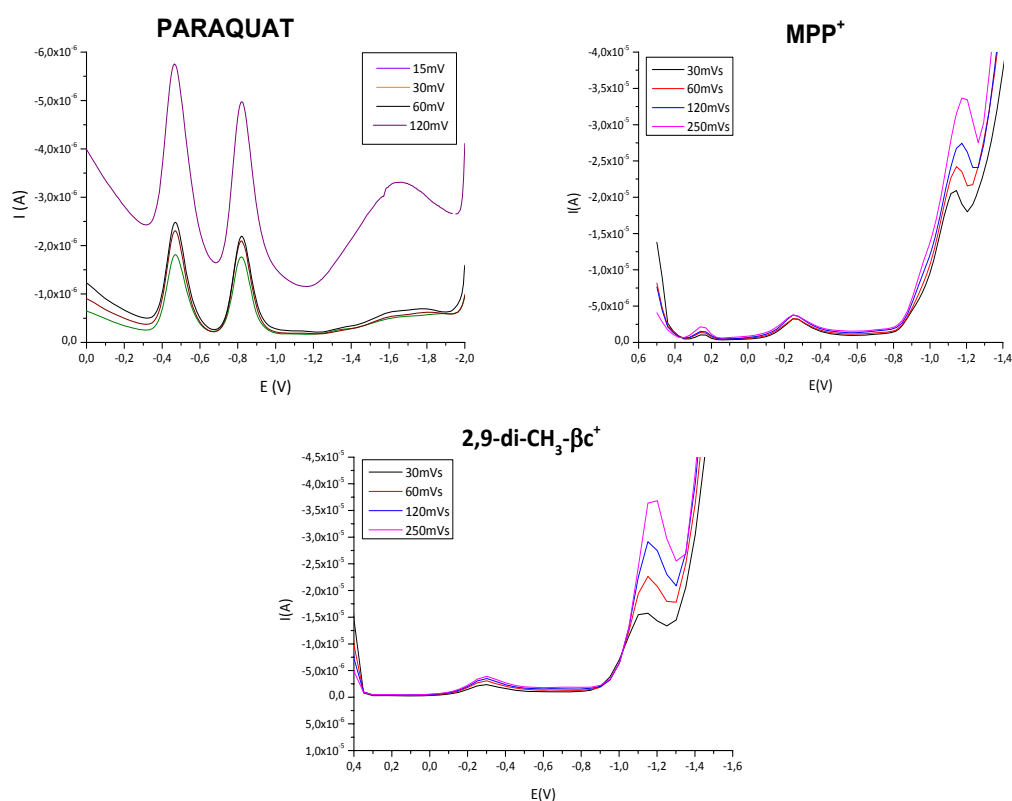 PARAQUAT
-6,0x10⁻⁶
-5,0x10⁻⁶
-4,0x10⁻⁶
-3,0x10⁻⁶
-2,0x10⁻⁶
-1,0x10⁻⁶
0,0
I (A)
15mV
30mV
60mV
120mV
0,0 -0,2 -0,4 -0,6 -0,8 -1,0 -1,2 -1,4 -1,6 -1,8 -2,0
E (V)
MPP⁺
-4,0x10⁻⁵
-3,5x10⁻⁵
-3,0x10⁻⁵
-2,5x10⁻⁵
-2,0x10⁻⁵
-1,5x10⁻⁵
-1,0x10⁻⁵
-5,0x10⁻⁶
0,0
I(A)
30mVs
60mVs
120mVs
250mVs
0,6 0,4 0,2 0,0 -0,2 -0,4 -0,6 -0,8 -1,0 -1,2 -1,4
E(V)
2,9-di-CH₃-βc⁺
-4,5x10⁻⁵
-4,0x10⁻⁵
-3,5x10⁻⁵
-3,0x10⁻⁵
-2,5x10⁻⁵
-2,0x10⁻⁵
-1,5x10⁻⁵
-1,0x10⁻⁵
-5,0x10⁻⁶
0,0
5,0x10⁻⁶
1,0x10⁻⁵
I(A)
30mVs
60mVs
120mVs
250mVs
0,4 0,2 0,0 -0,2 -0,4 -0,6 -0,8 -1,0 -1,2 -1,4 -1,6
E(V)